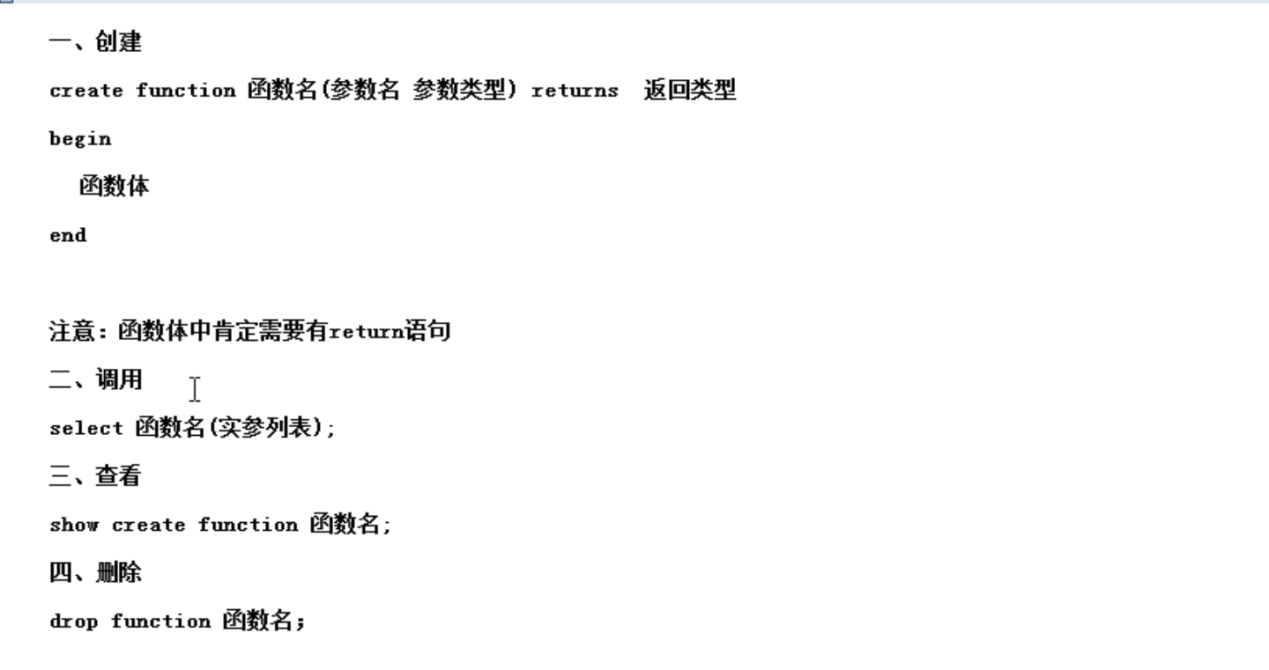 一、创建
create function 函数名(参数名 参数类型) returns  返回类型
begin
函数体
end
注意：函数体中肯定需要有return语句
二、调用
select 函数名(实参列表);
三、查看
show create function 函数名;
四、删除
drop function 函数名；